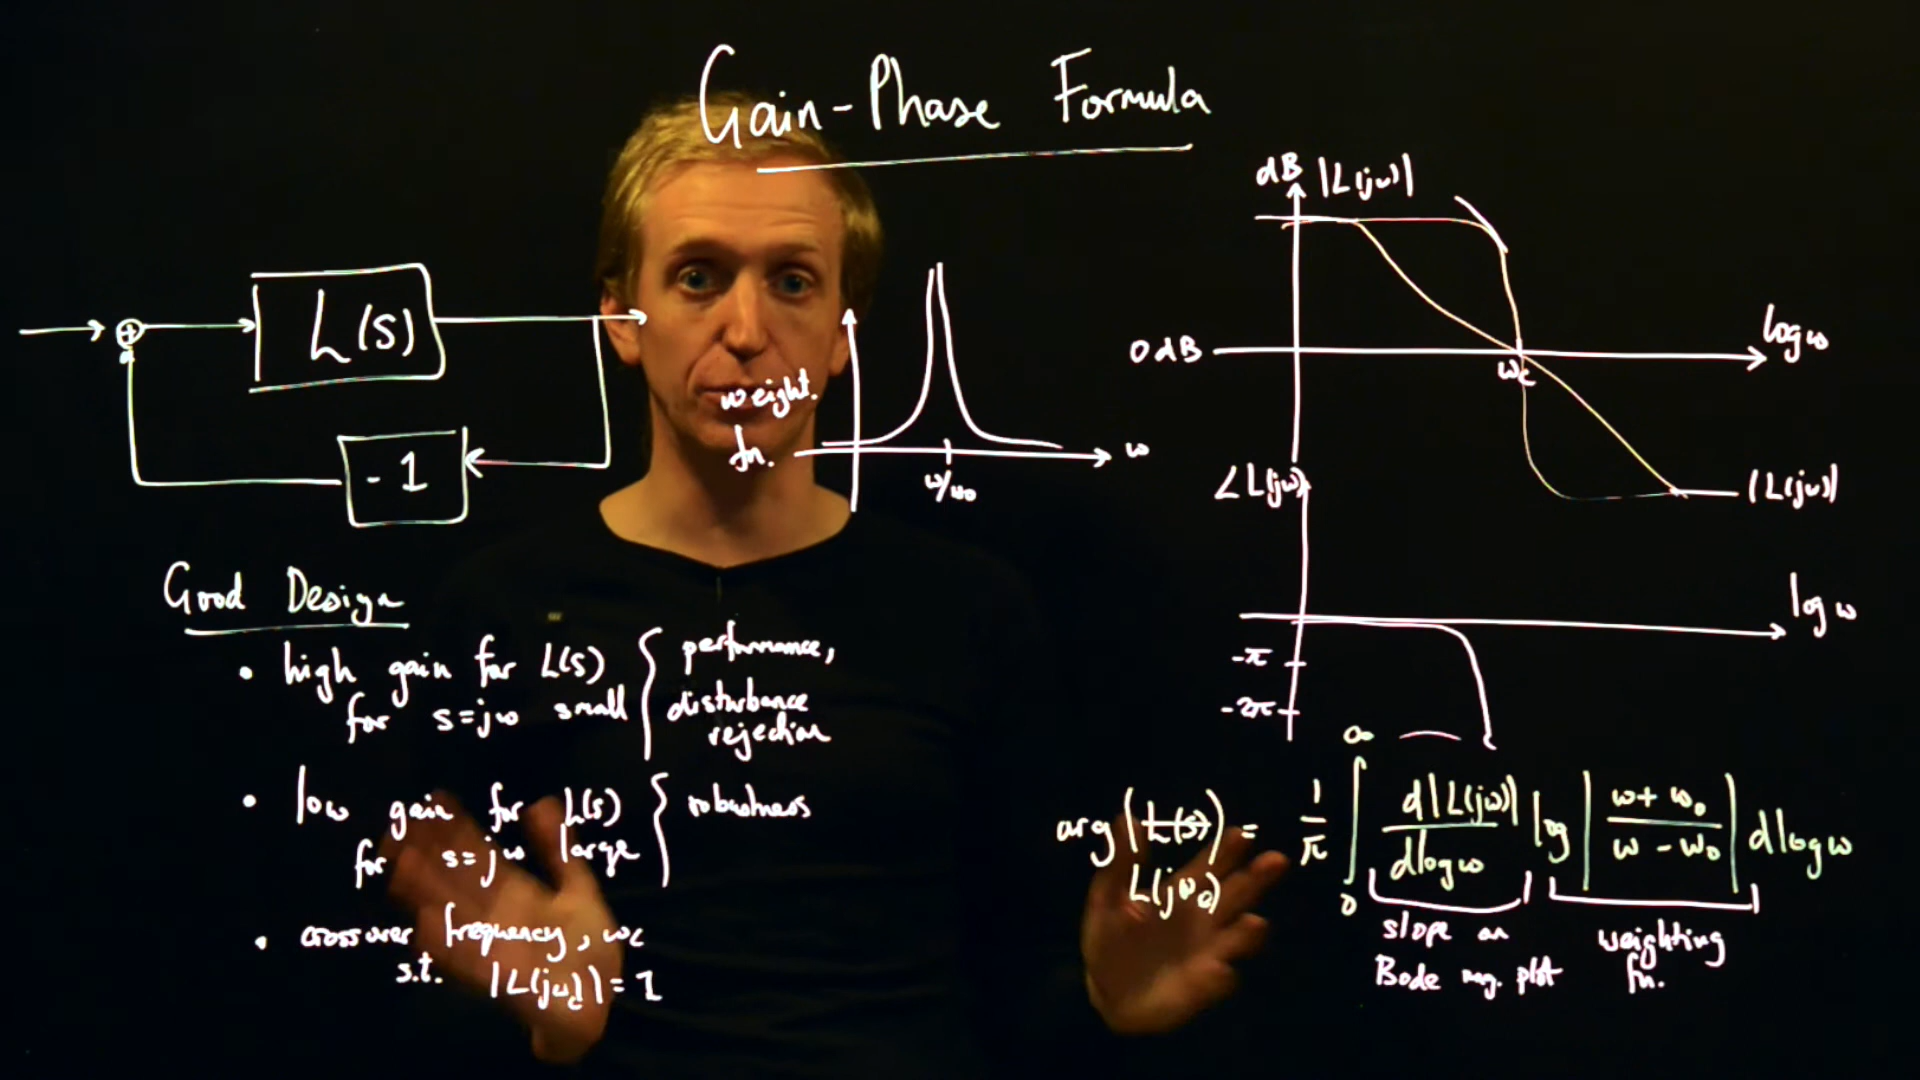 Gain-Phase Formula
L(s)
+
-1
weight.
fn.
ω
ω/ω₀
dB |L(jω)|
0 dB
log ω
ωc
∠L(jω)
|L(jω)|
log ω
-π
-2π
Good Design
• high gain for L(s)
for s=jω small
{ performance,
disturbance
rejection
• low gain for L(s)
for s=jω large
{ robustness
• crossover frequency, ωc
s.t. |L(jωc)| = 1
arg(L(s)) = 1/π ∫₀^∞ d|L(jω)|/dlogω log |ω+ω₀/ω-ω₀| dlogω
L(jω₀)
slope on
Bode mag. plot
weighting
fn.